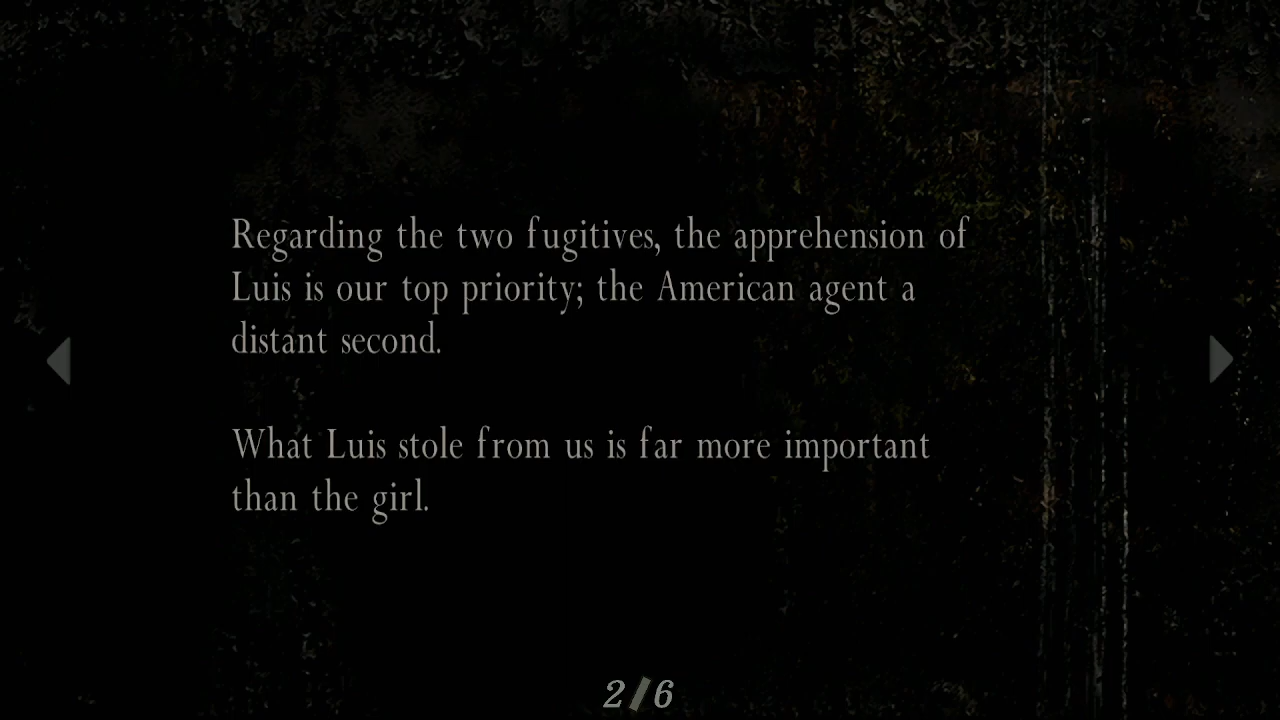 Regarding the two fugitives, the apprehension of
Luis is our top priority; the American agent a
distant second.
What Luis stole from us is far more important
than the girl.
2/6